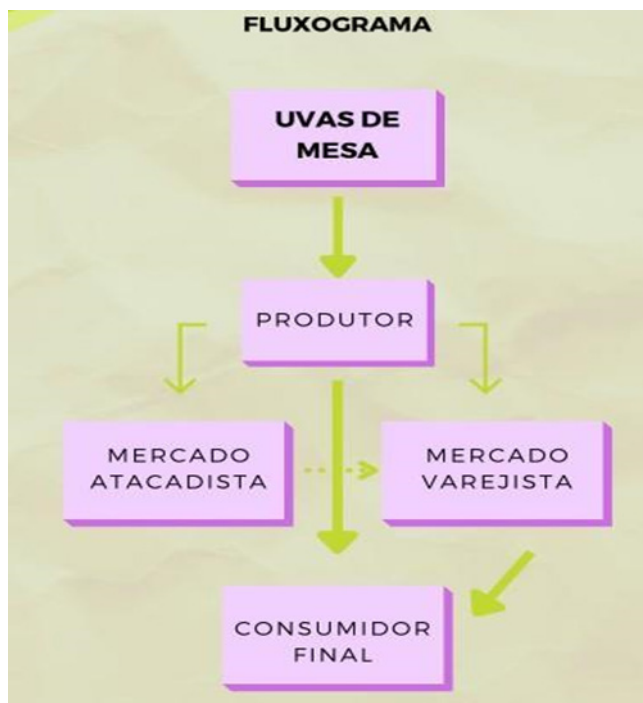 FLUXOGRAMA
UVAS DE
MESA
PRODUTOR
MERCADO
ATACADISTA
MERCADO
VAREJISTA
CONSUMIDOR
FINAL